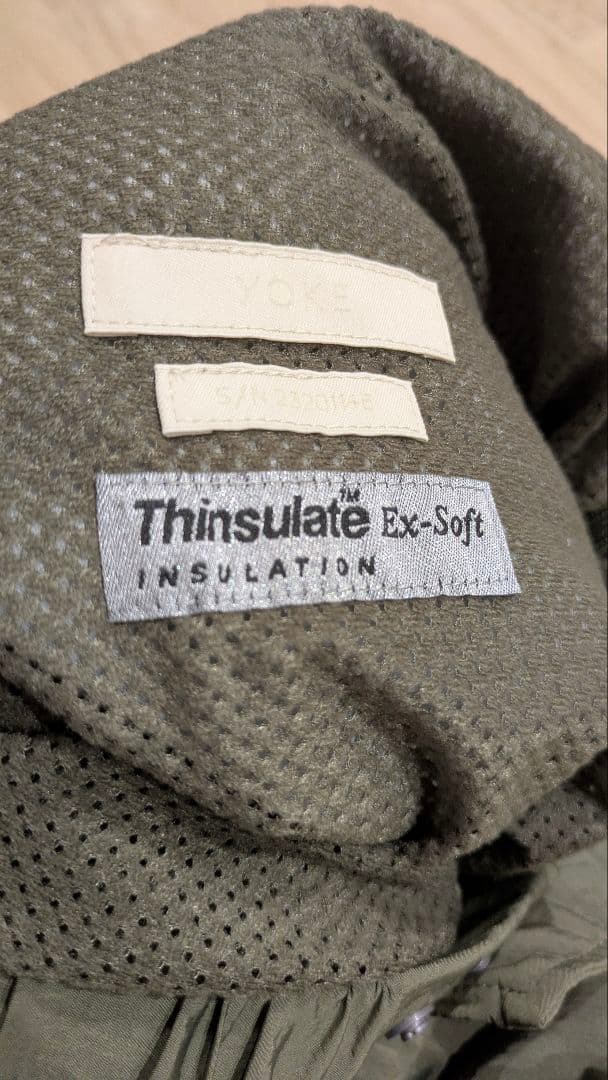 YOKE
Thinsulate™ Ex-Soft
INSULATION